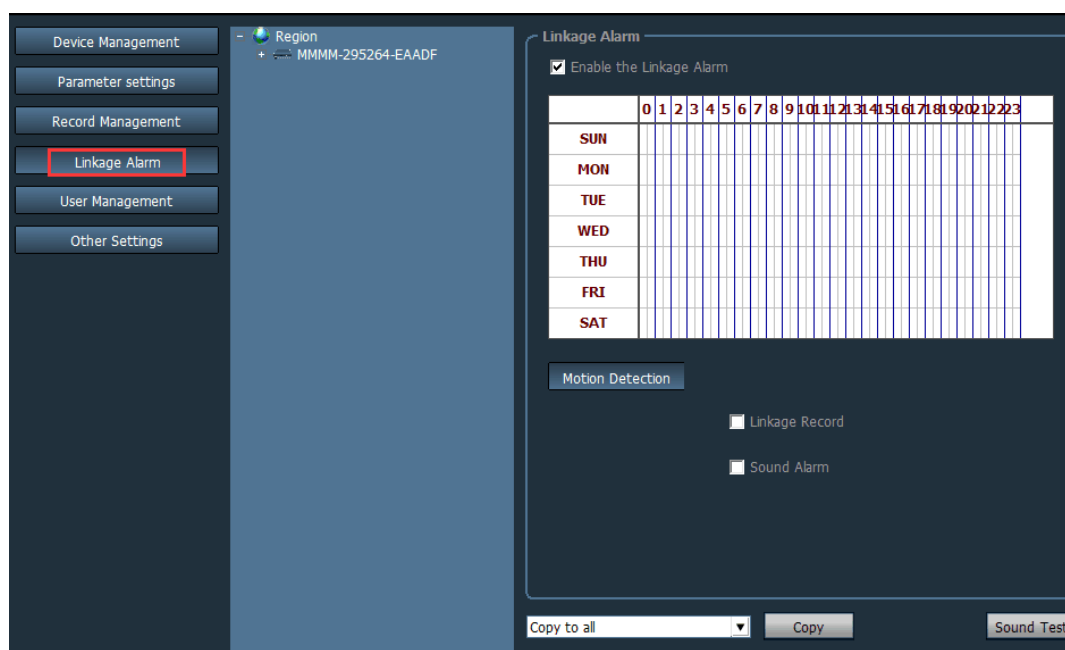 Device Management
Parameter settings
Record Management
Linkage Alarm
User Management
Other Settings
Region
MMMM-295264-EAADF
Linkage Alarm
Enable the Linkage Alarm
0 1 2 3 4 5 6 7 8 9 10 11 12 13 14 15 16 17 18 19 20 21 22 23
SUN
MON
TUE
WED
THU
FRI
SAT
Motion Detection
Linkage Record
Sound Alarm
Copy to all
Copy
Sound Test